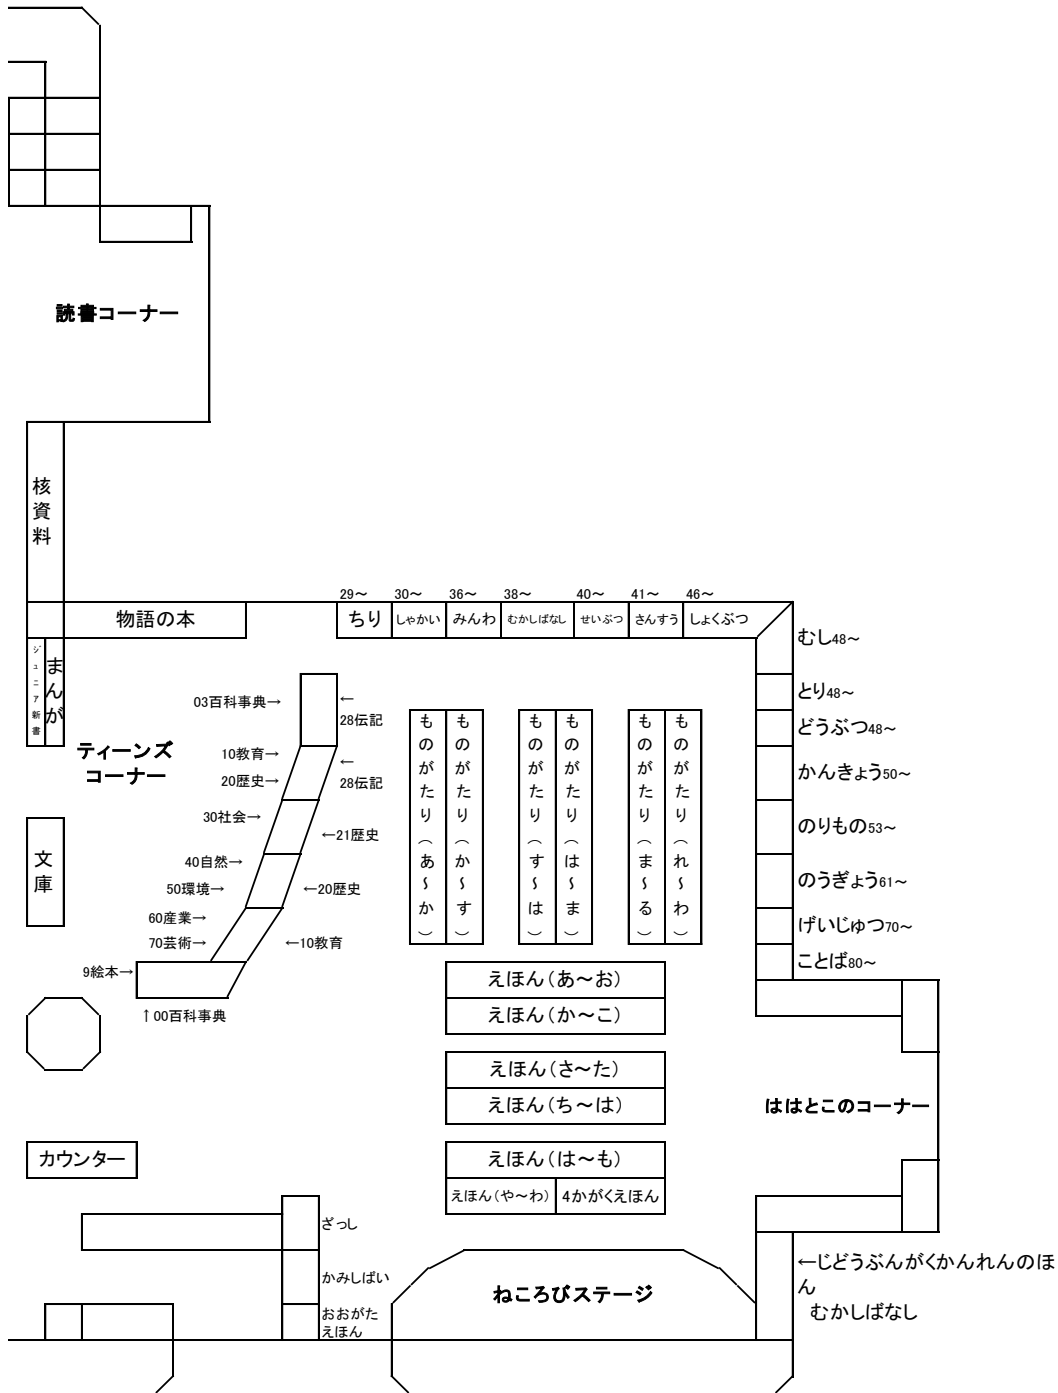 読書コーナー
核資料
29～
30～
36～
38～
40～
41～
46～
物語の本
ちり
しゃかい
みんわ
むかしばなし
せいぶつ
さんすう
しょくぶつ
ジュニア新書
まんが
ティーンズ
コーナー
文庫
03百科事典→
10教育→
20歴史→
30社会→
40自然→
50環境→
60産業→
70芸術→
9絵本→
↑00百科事典
←
28伝記
←
28伝記
←21歴史
←20歴史
←10教育
ものがたり（あ～か）
ものがたり（か～す）
ものがたり（す～は）
ものがたり（は～ま）
ものがたり（ま～る）
ものがたり（れ～わ）
むし48～
とり48～
どうぶつ48～
かんきょう50～
のりもの53～
のうぎょう61～
げいじゅつ70～
ことば80～
えほん（あ～お）
えほん（か～こ）
えほん（さ～た）
えほん（ち～は）
えほん（は～も）
えほん（や～わ）
4かがくえほん
ははとこのコーナー
カウンター
ざっし
かみしばい
おおがた
えほん
ねころびステージ
←じどうぶんがくかんれんのほ
ん
むかしばなし